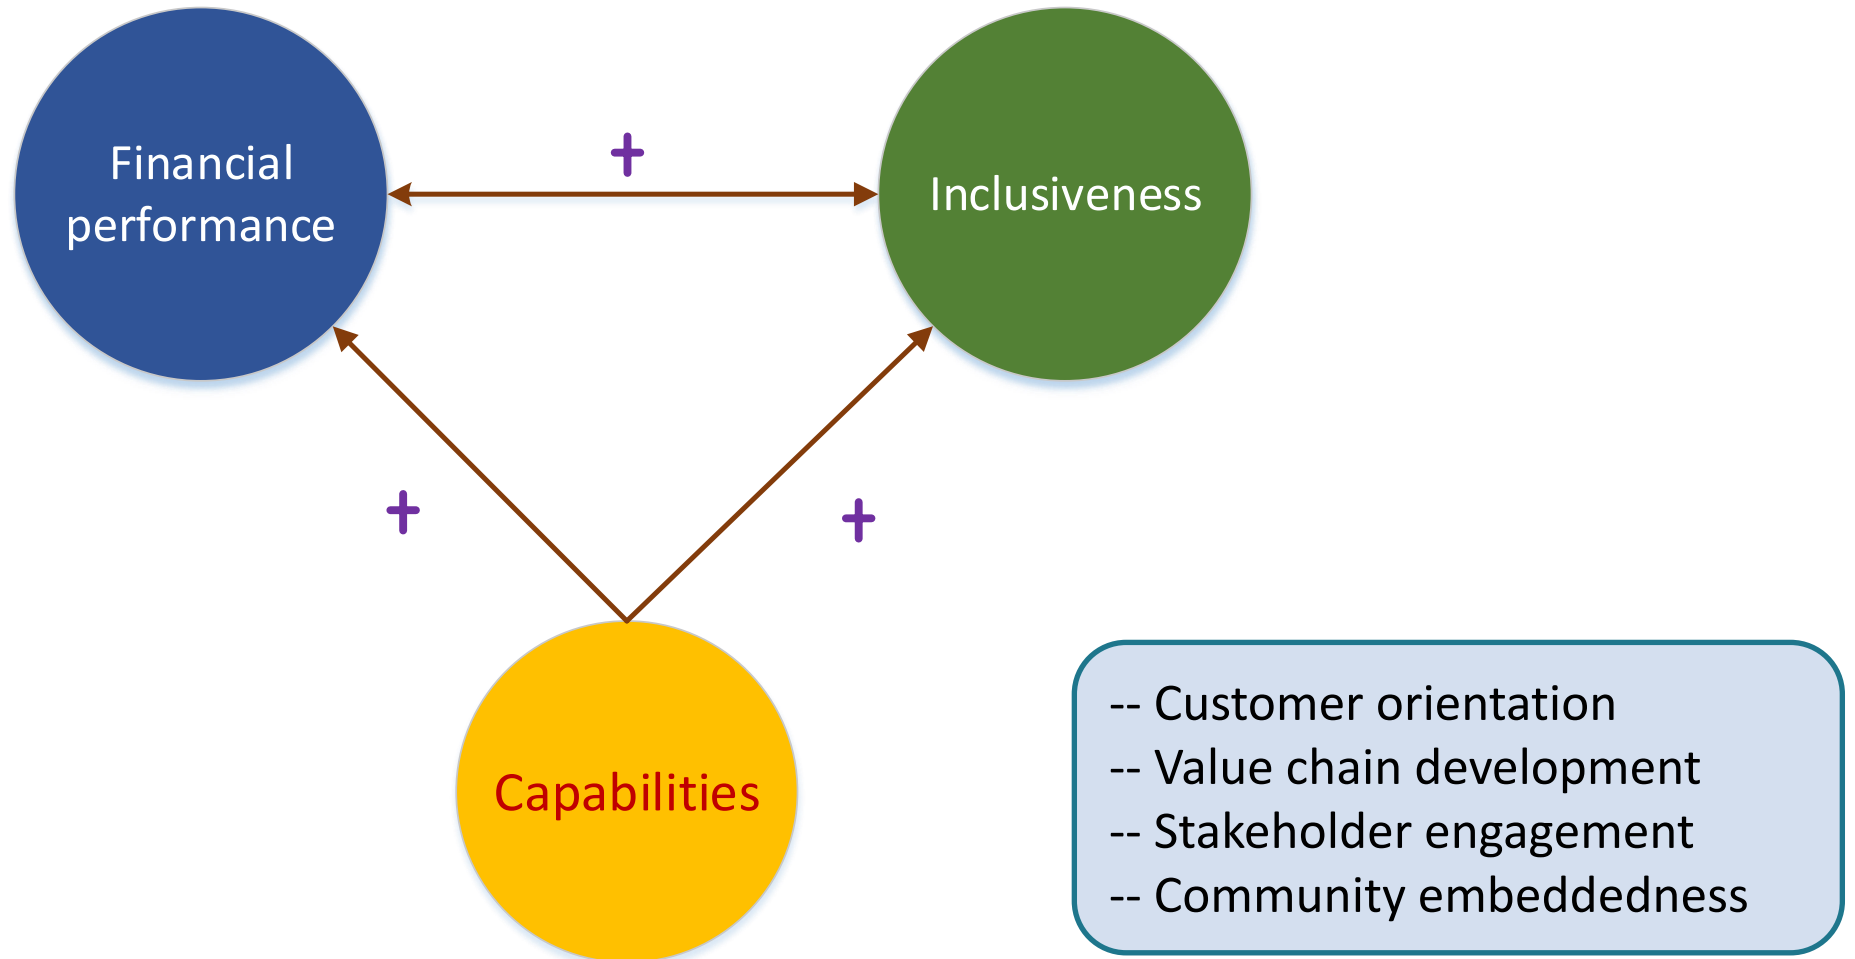 Financial
performance
+
Inclusiveness
+
+
Capabilities
-- Customer orientation
-- Value chain development
-- Stakeholder engagement
-- Community embeddedness